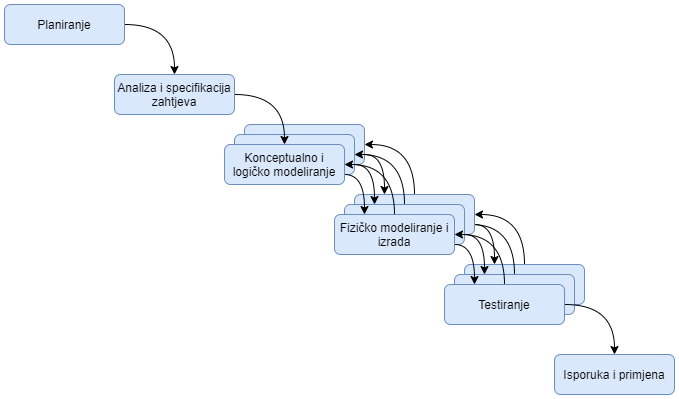 Planiranje
Analiza i specifikacija
zahtjeva
Konceptualno i
logičko modeliranje
Fizičko modeliranje i
izrada
Testiranje
Isporuka i primjena